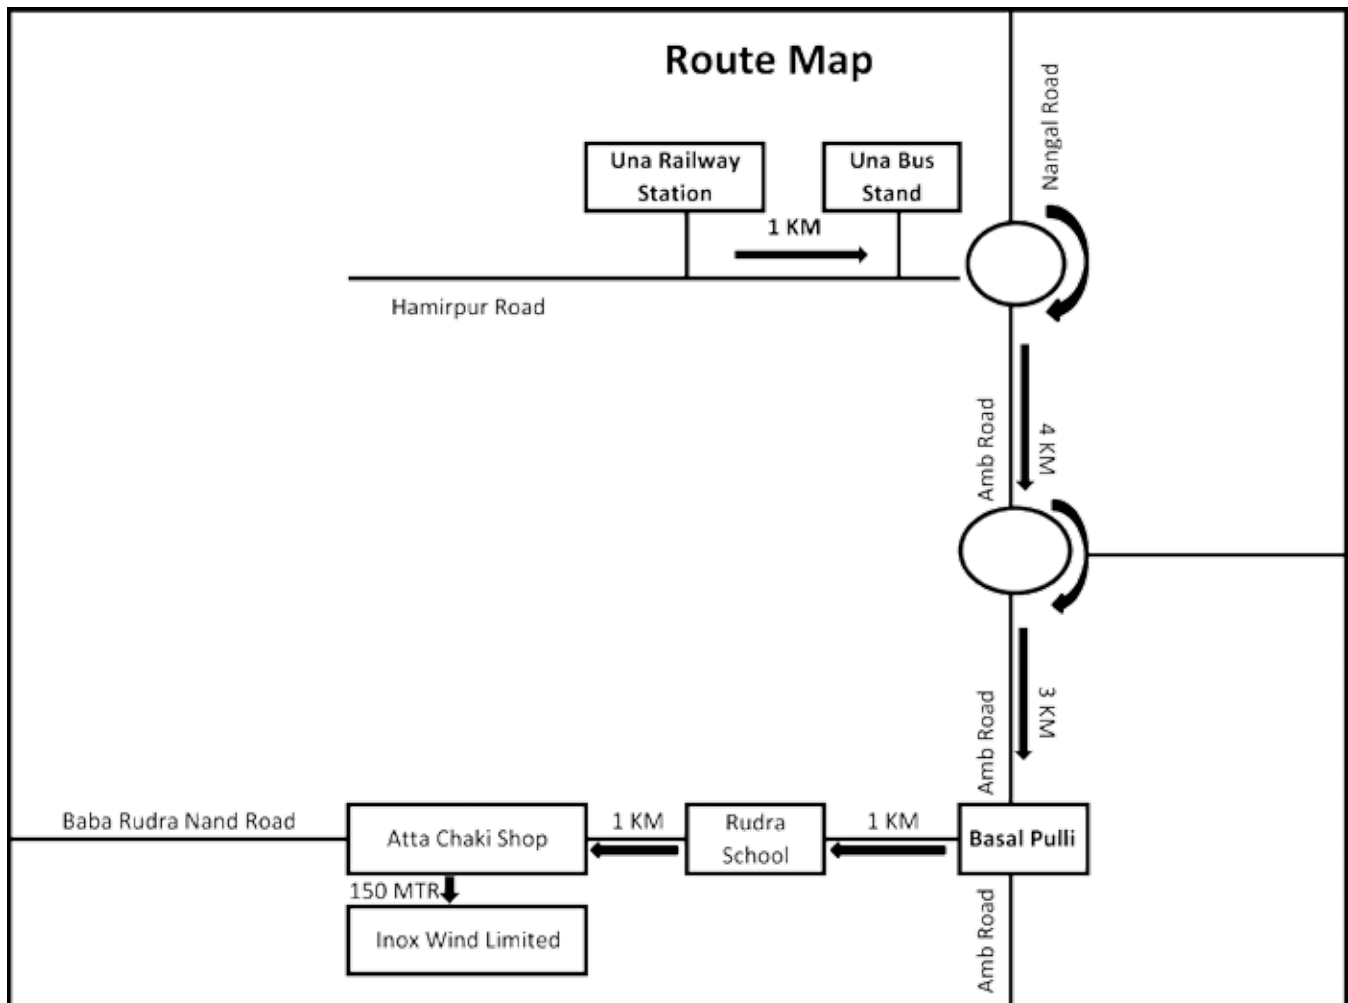 Route Map
Nangal Road
Una Railway
Station
Una Bus
Stand
1 KM
Hamirpur Road
Amb Road
4 KM
Amb Road
3 KM
Baba Rudra Nand Road
Atta Chaki Shop
1 KM
Rudra
School
1 KM
Basal Pulli
150 MTR
Inox Wind Limited
Amb Road